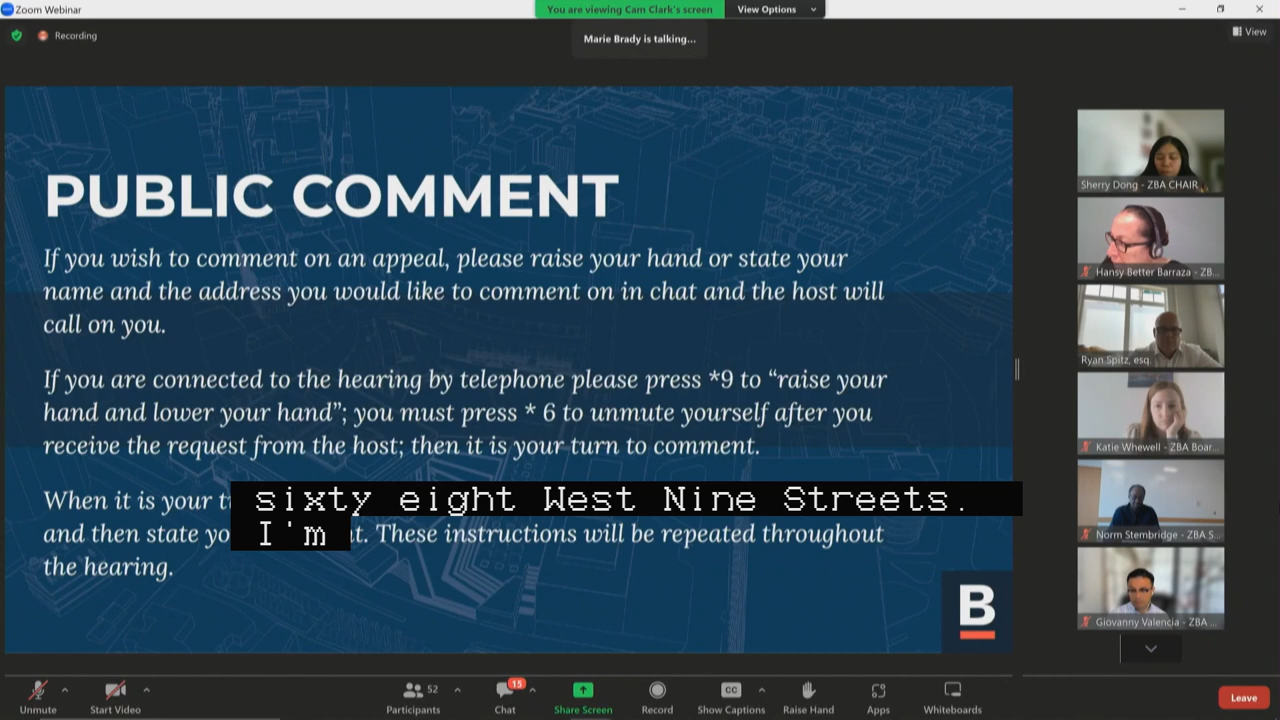 Zoom Webinar
You are viewing Cam Clark's screen
View Options
Recording
Marie Brady is talking...
View
PUBLIC COMMENT
If you wish to comment on an appeal, please raise your hand or state your
name and the address you would like to comment on in chat and the host will
call on you.
If you are connected to the hearing by telephone please press *9 to “raise your
hand and lower your hand”; you must press * 6 to unmute yourself after you
receive the request from the host; then it is your turn to comment.
When it is your
and then state
t. These instructions will be repeated throughout
the hearing.
sixty eight West Nine Streets.
I'm
B
Sherry Dong - ZBA CHAIR
Hansy Better Barraza - ZB...
Ryan Spitz, esq.
Katie Whewell - ZBA Boar...
Norm Stembridge - ZBA S...
Giovanny Valencia - ZBA ...
Unmute
Start Video
52
Participants
15
Chat
Share Screen
Record
CC
Show Captions
Raise Hand
Apps
Whiteboards
Leave